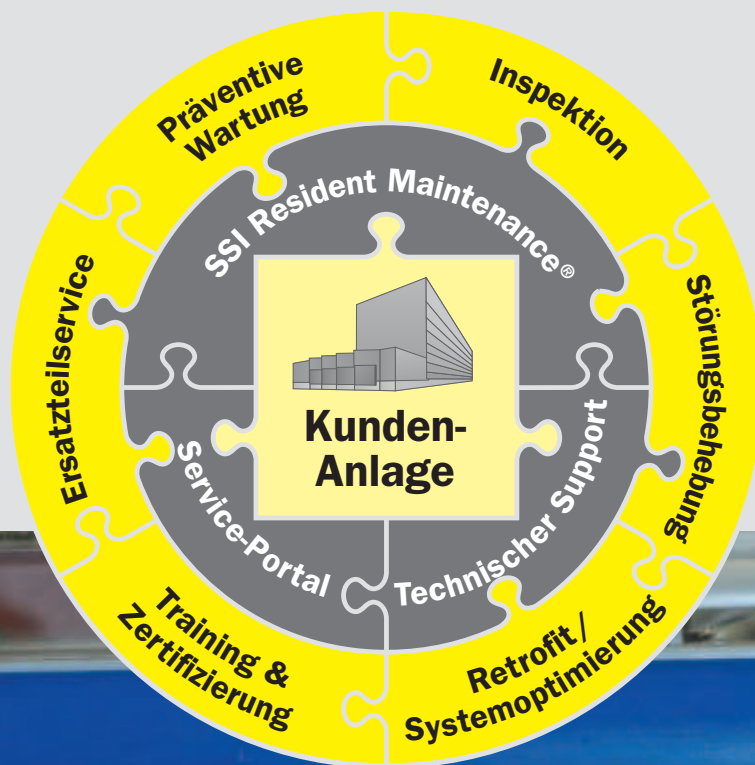 Präventive
Wartung
Inspektion
Störungsbehebung
Retrofit /
Systemoptimierung
Training &
Zertifizierung
Ersatzteilservice
SSI Resident Maintenance®
Technischer Support
Service-Portal
Kunden-
Anlage